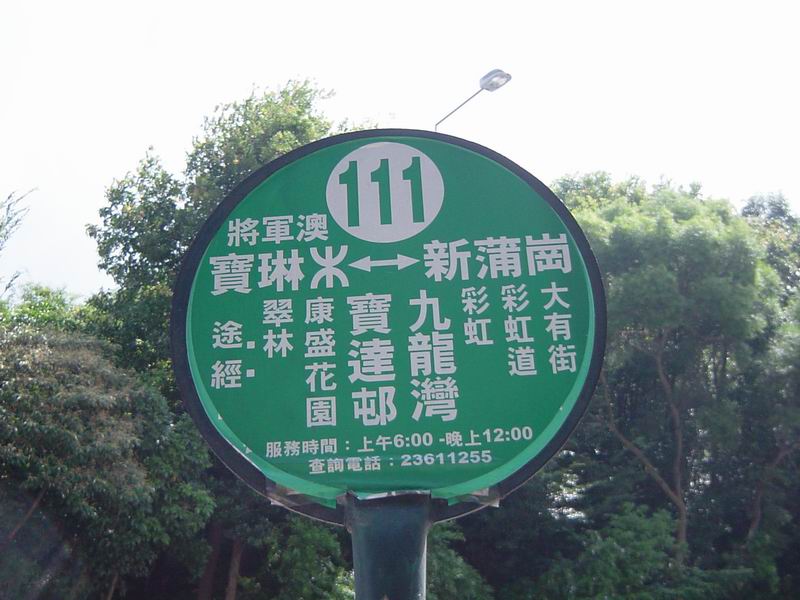 111
將軍澳
寶琳 ↔ 新蒲崗
途經：
翠林
康盛花園
寶達邨
九龍灣
彩虹
彩虹道
大有街
服務時間：上午6:00 -晚上12:00
查詢電話：23611255